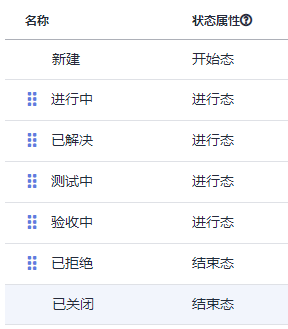 名称 状态属性?
新建 开始态
进行中 进行态
已解决 进行态
测试中 进行态
验收中 进行态
已拒绝 结束态
已关闭 结束态